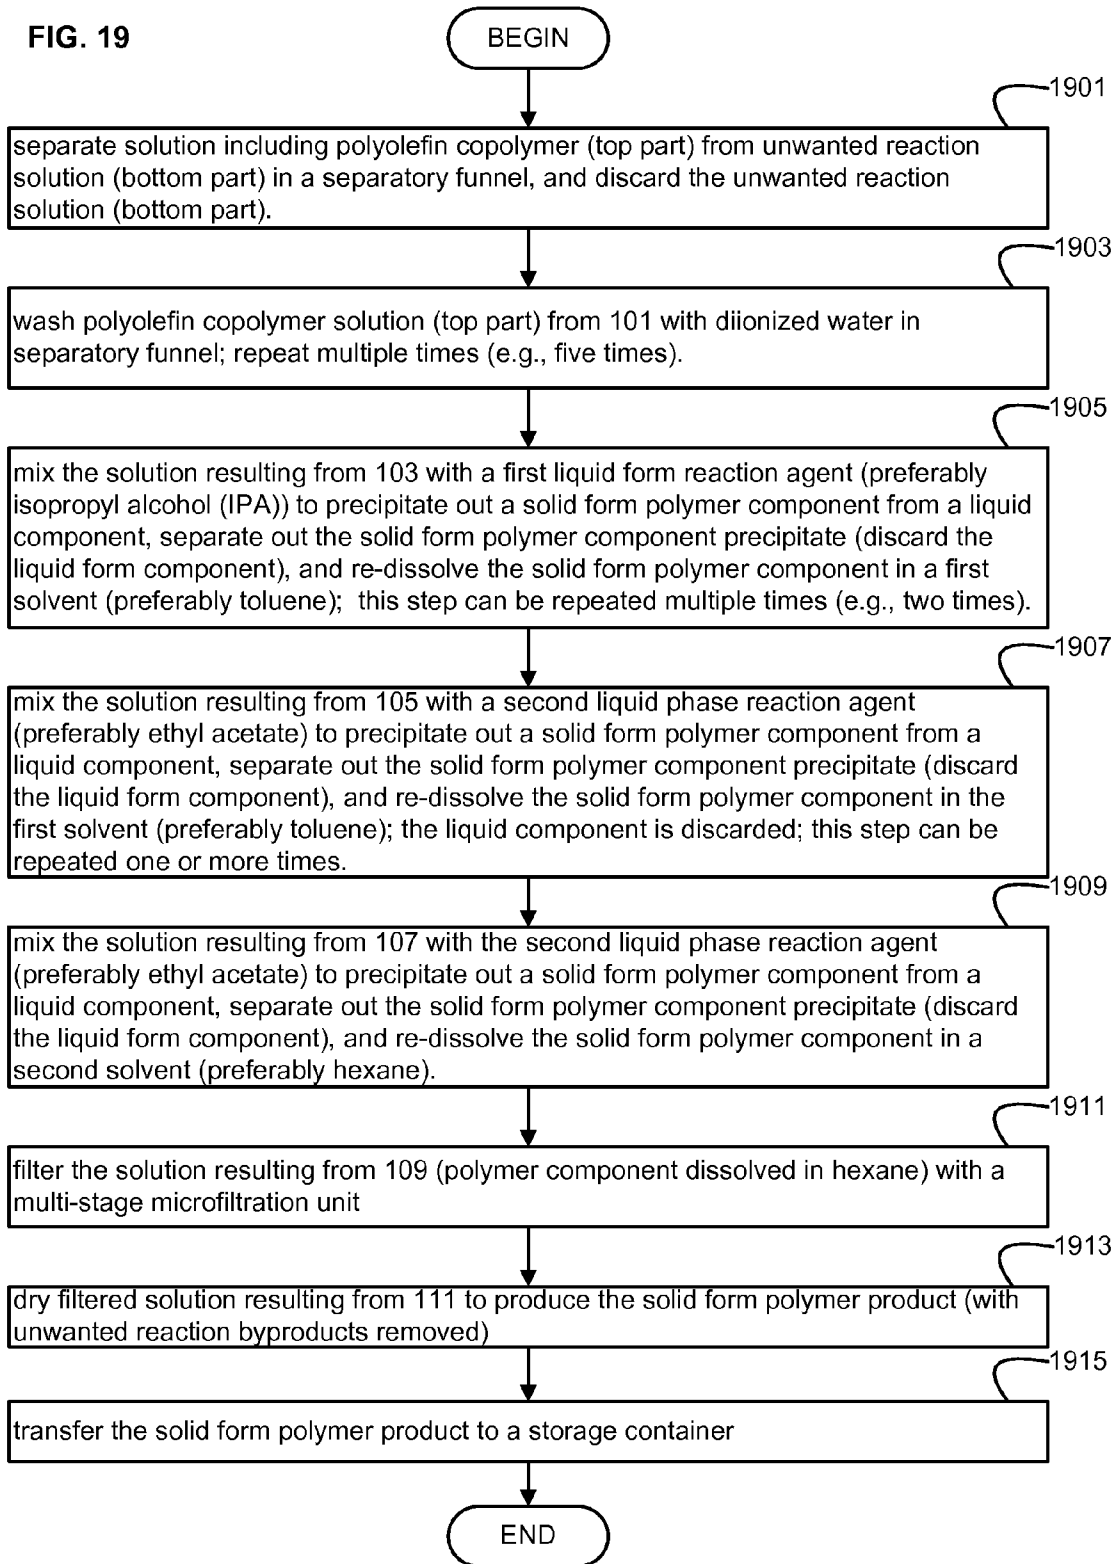 FIG. 19
BEGIN
1901
separate solution including polyolefin copolymer (top part) from unwanted reaction
solution (bottom part) in a separatory funnel, and discard the unwanted reaction
solution (bottom part).
1903
wash polyolefin copolymer solution (top part) from 101 with diionized water in
separatory funnel; repeat multiple times (e.g., five times).
1905
mix the solution resulting from 103 with a first liquid form reaction agent (preferably
isopropyl alcohol (IPA)) to precipitate out a solid form polymer component from a liquid
component, separate out the solid form polymer component precipitate (discard the
liquid form component), and re-dissolve the solid form polymer component in a first
solvent (preferably toluene);  this step can be repeated multiple times (e.g., two times).
1907
mix the solution resulting from 105 with a second liquid phase reaction agent
(preferably ethyl acetate) to precipitate out a solid form polymer component from a
liquid component, separate out the solid form polymer component precipitate (discard
the liquid form component), and re-dissolve the solid form polymer component in the
first solvent (preferably toluene); the liquid component is discarded; this step can be
repeated one or more times.
1909
mix the solution resulting from 107 with the second liquid phase reaction agent
(preferably ethyl acetate) to precipitate out a solid form polymer component from a
liquid component, separate out the solid form polymer component precipitate (discard
the liquid form component), and re-dissolve the solid form polymer component in a
second solvent (preferably hexane).
1911
filter the solution resulting from 109 (polymer component dissolved in hexane) with a
multi-stage microfiltration unit
1913
dry filtered solution resulting from 111 to produce the solid form polymer product (with
unwanted reaction byproducts removed)
1915
transfer the solid form polymer product to a storage container
END